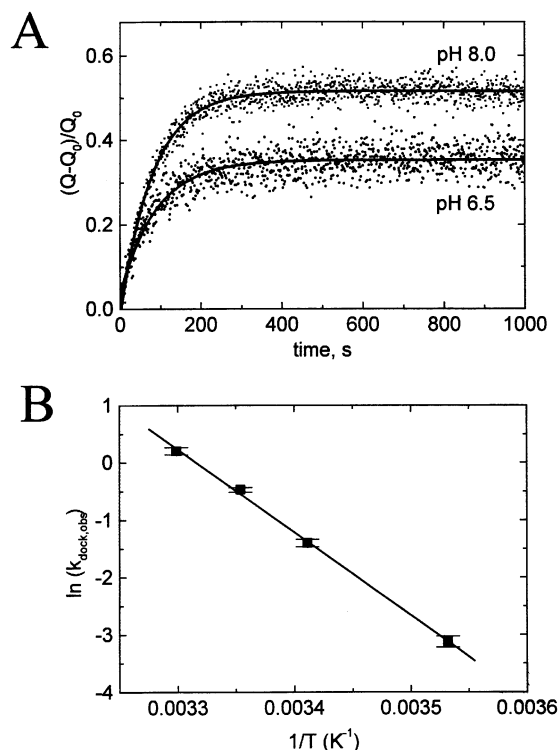 A
(Q-Q₀)/Q₀
0.6
0.4
0.2
0.0
pH 8.0
pH 6.5
0 200 400 600 800 1000
time, s
B
ln (k_dock,obs)
1
0
-1
-2
-3
-4
0.0033 0.0034 0.0035 0.0036
1/T (K⁻¹)